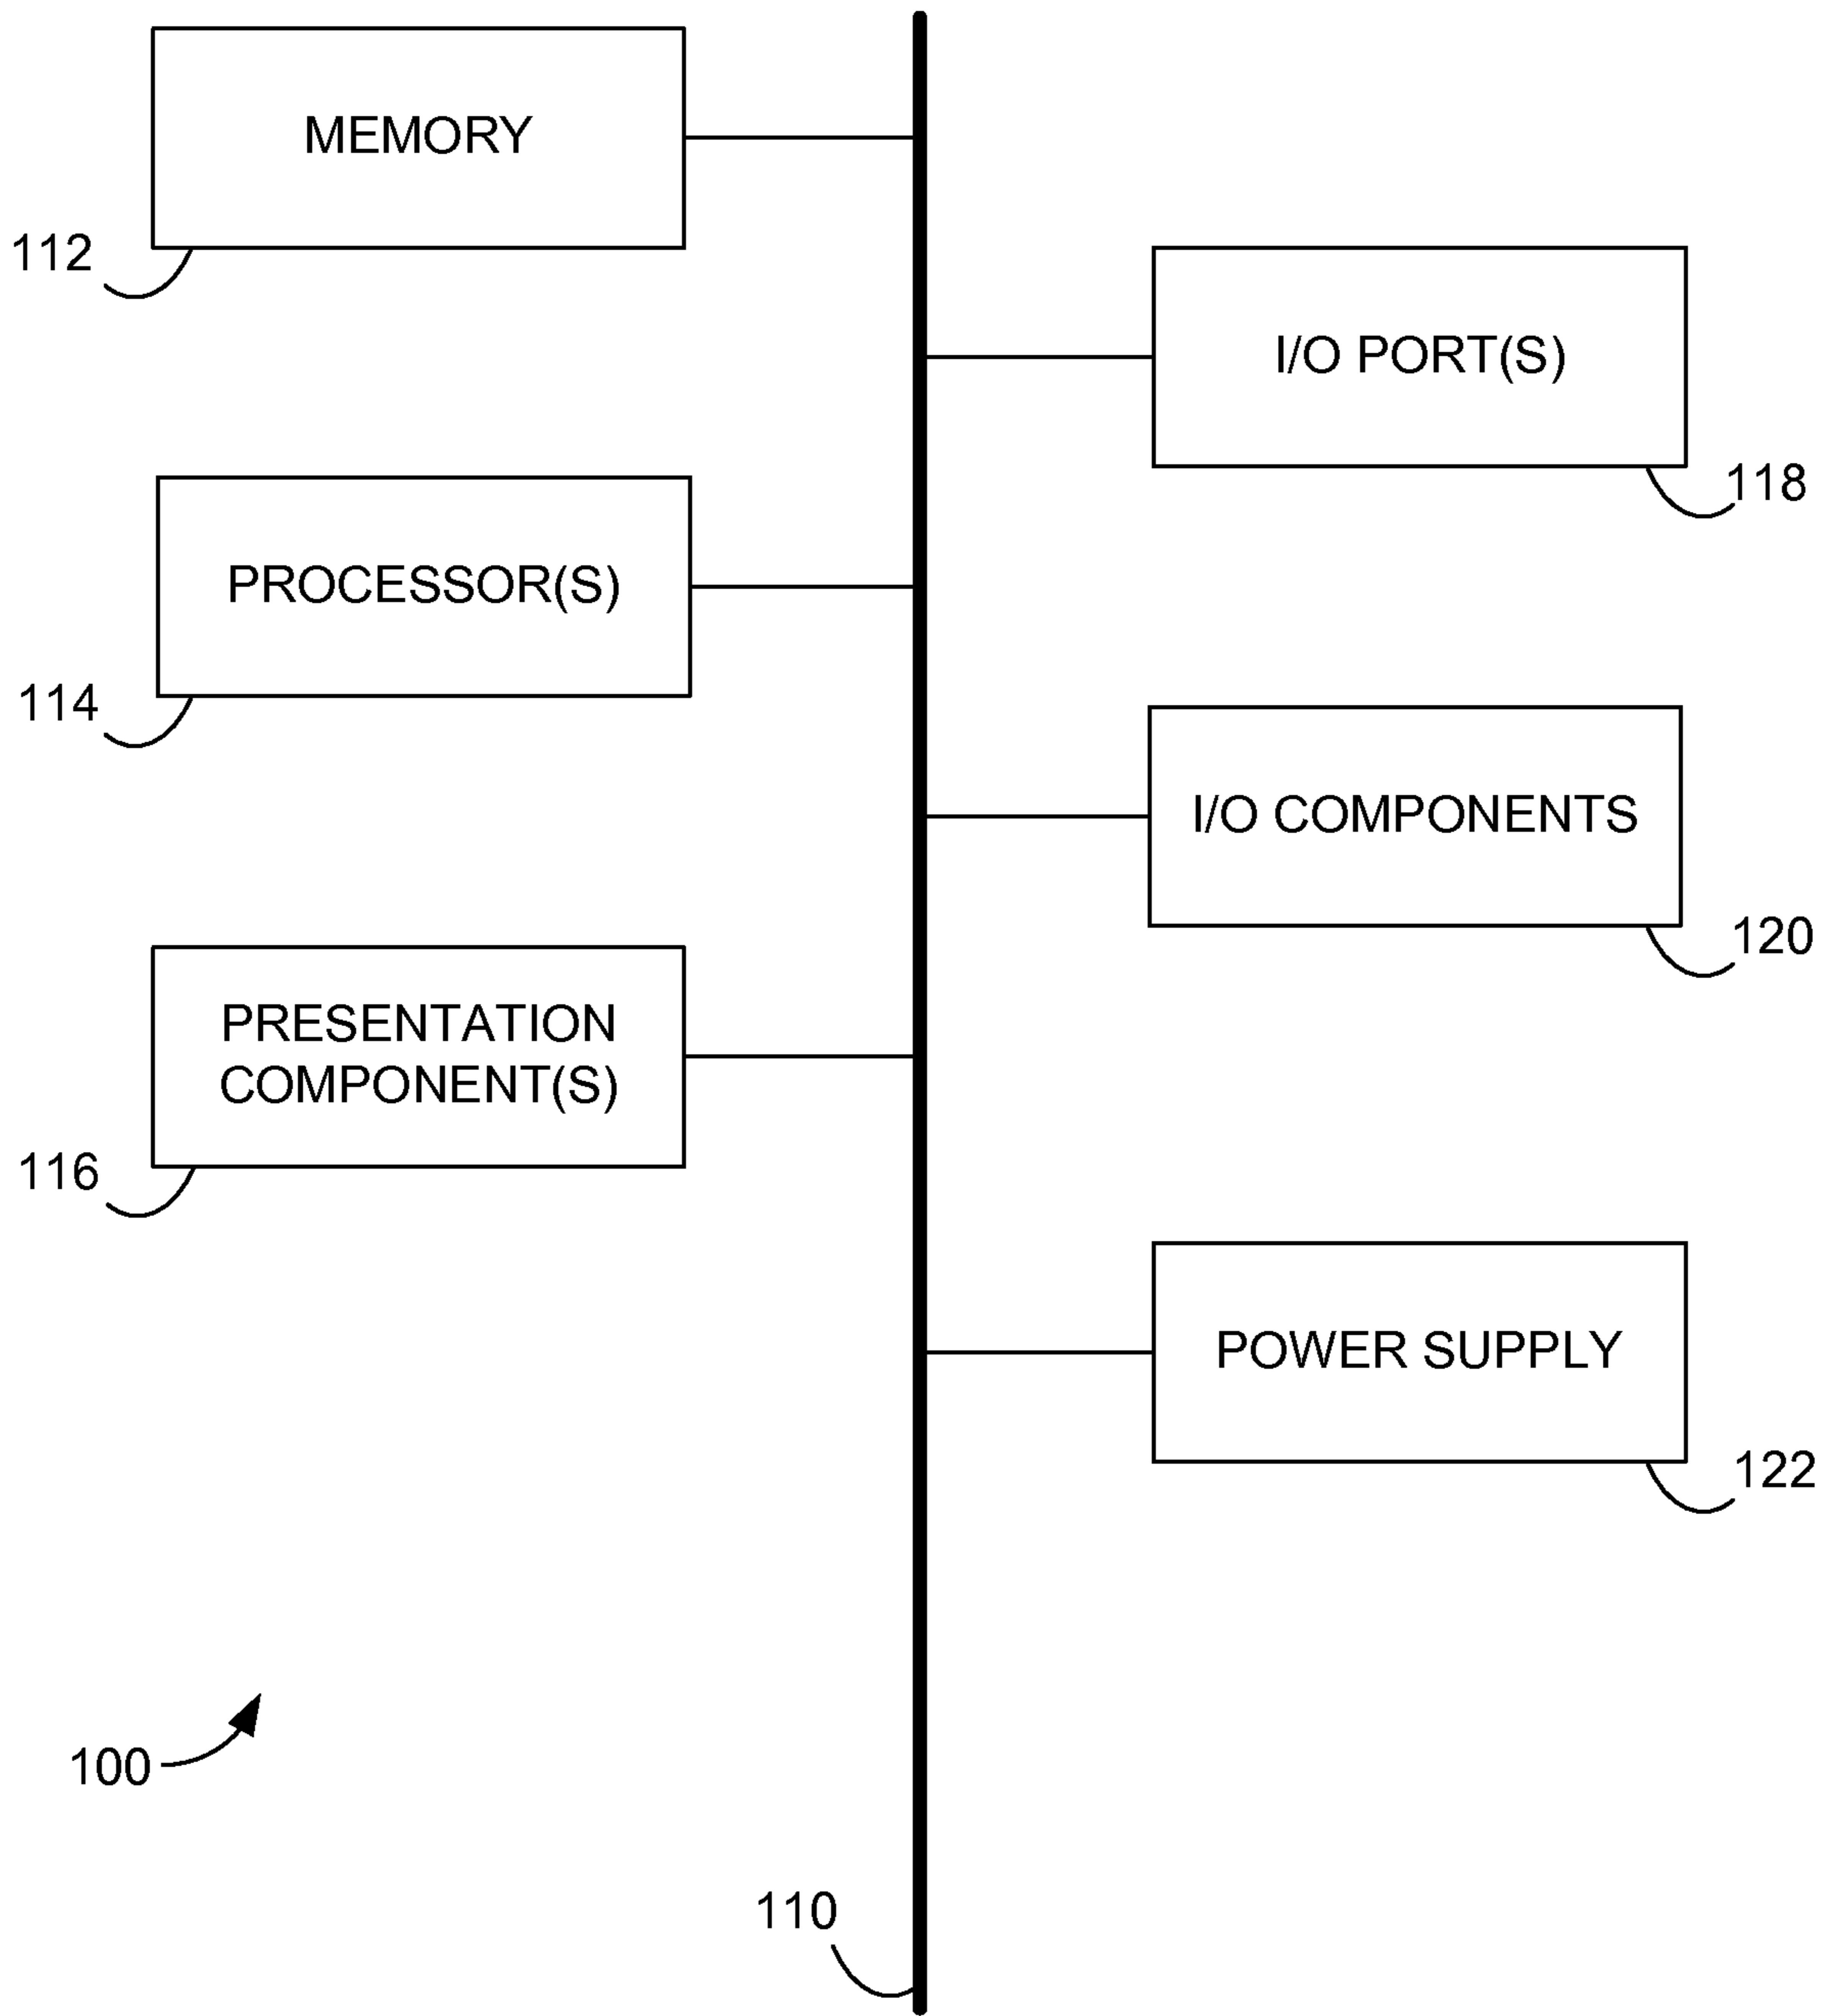 MEMORY
112
I/O PORT(S)
118
PROCESSOR(S)
114
I/O COMPONENTS
120
PRESENTATION
COMPONENT(S)
116
POWER SUPPLY
122
100
110